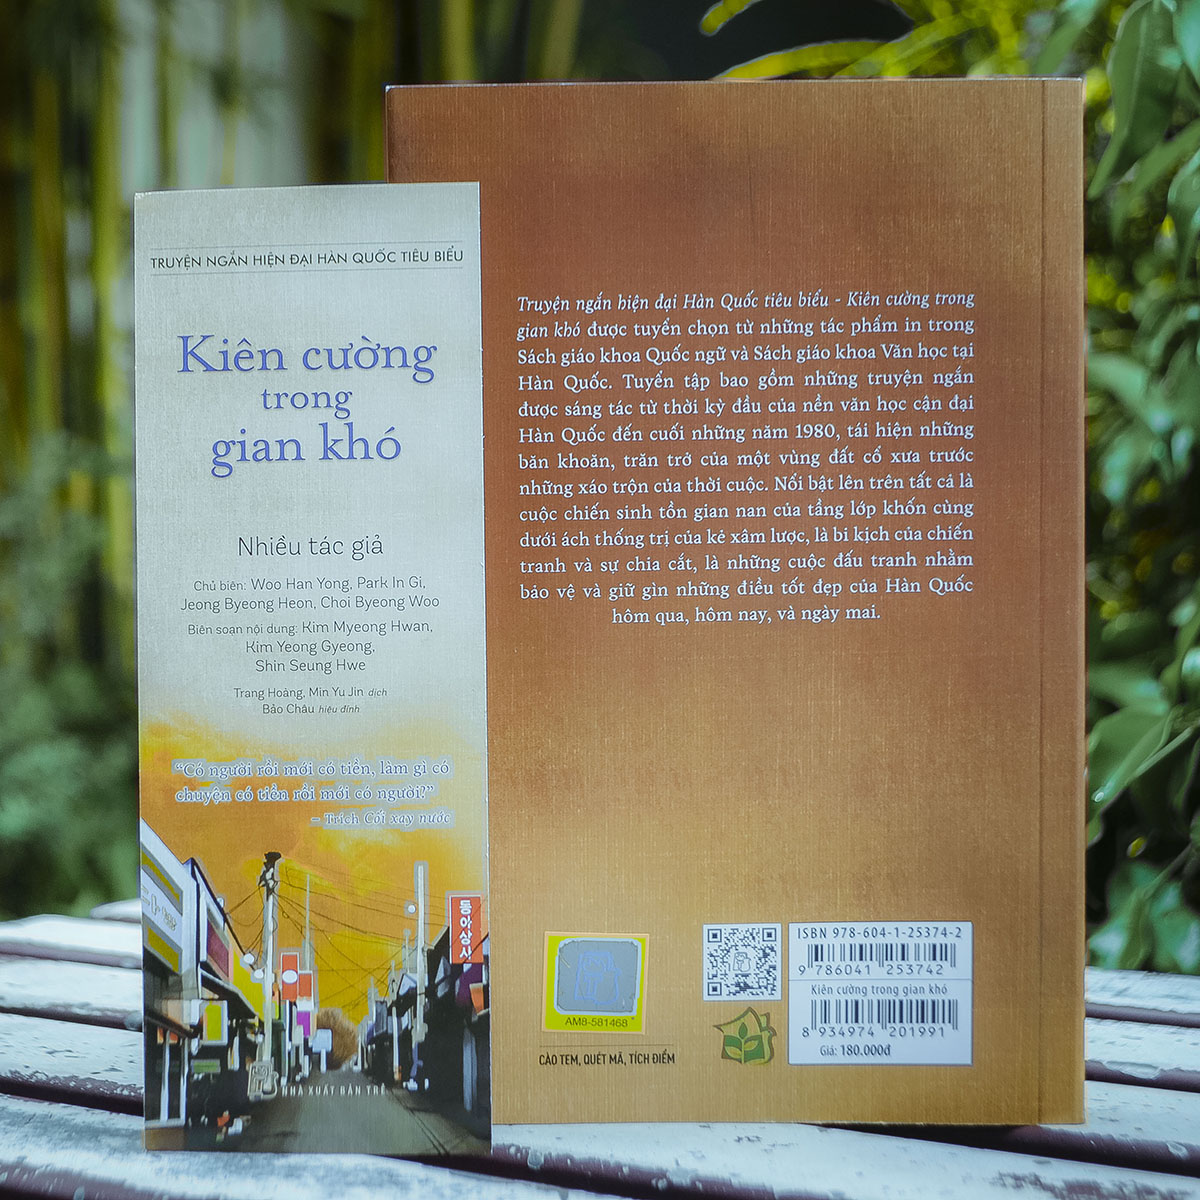 TRUYỆN NGẮN HIỆN ĐẠI HÀN QUỐC TIÊU BIỂU
Kiên cường
trong
gian khó
Nhiều tác giả
Chủ biên: Woo Han Yong, Park In Gi,
Jeong Byeong Heon, Choi Byeong Woo
Biên soạn nội dung: Kim Myeong Hwan,
Kim Yeong Gyeong,
Shin Seung Hwe
Trang Hoàng, Min Yu Jin dịch
Bảo Châu hiệu đính
“Có người rồi mới có tiền, làm gì có
chuyện có tiền rồi mới có người?”
– Trích Cối xay nước
동아상사
NHÀ XUẤT BẢN TRẺ
Truyện ngắn hiện đại Hàn Quốc tiêu biểu - Kiên cường trong
gian khó được tuyển chọn từ những tác phẩm in trong
Sách giáo khoa Quốc ngữ và Sách giáo khoa Văn học tại
Hàn Quốc. Tuyển tập bao gồm những truyện ngắn
được sáng tác từ thời kỳ đầu của nền văn học cận đại
Hàn Quốc đến cuối những năm 1980, tái hiện những
băn khoăn, trăn trở của một vùng đất cổ xưa trước
những xáo trộn của thời cuộc. Nổi bật lên trên tất cả là
cuộc chiến sinh tồn gian nan của tầng lớp khốn cùng
dưới ách thống trị của kẻ xâm lược, là bi kịch của chiến
tranh và sự chia cắt, là những cuộc đấu tranh nhằm
bảo vệ và giữ gìn những điều tốt đẹp của Hàn Quốc
hôm qua, hôm nay, và ngày mai.
AM8-581468
CÀO TEM, QUÉT MÃ, TÍCH ĐIỂM
ISBN 978-604-1-25374-2
9 786041 253742
Kiên cường trong gian khó
8 934974 201991
Giá: 180.000đ